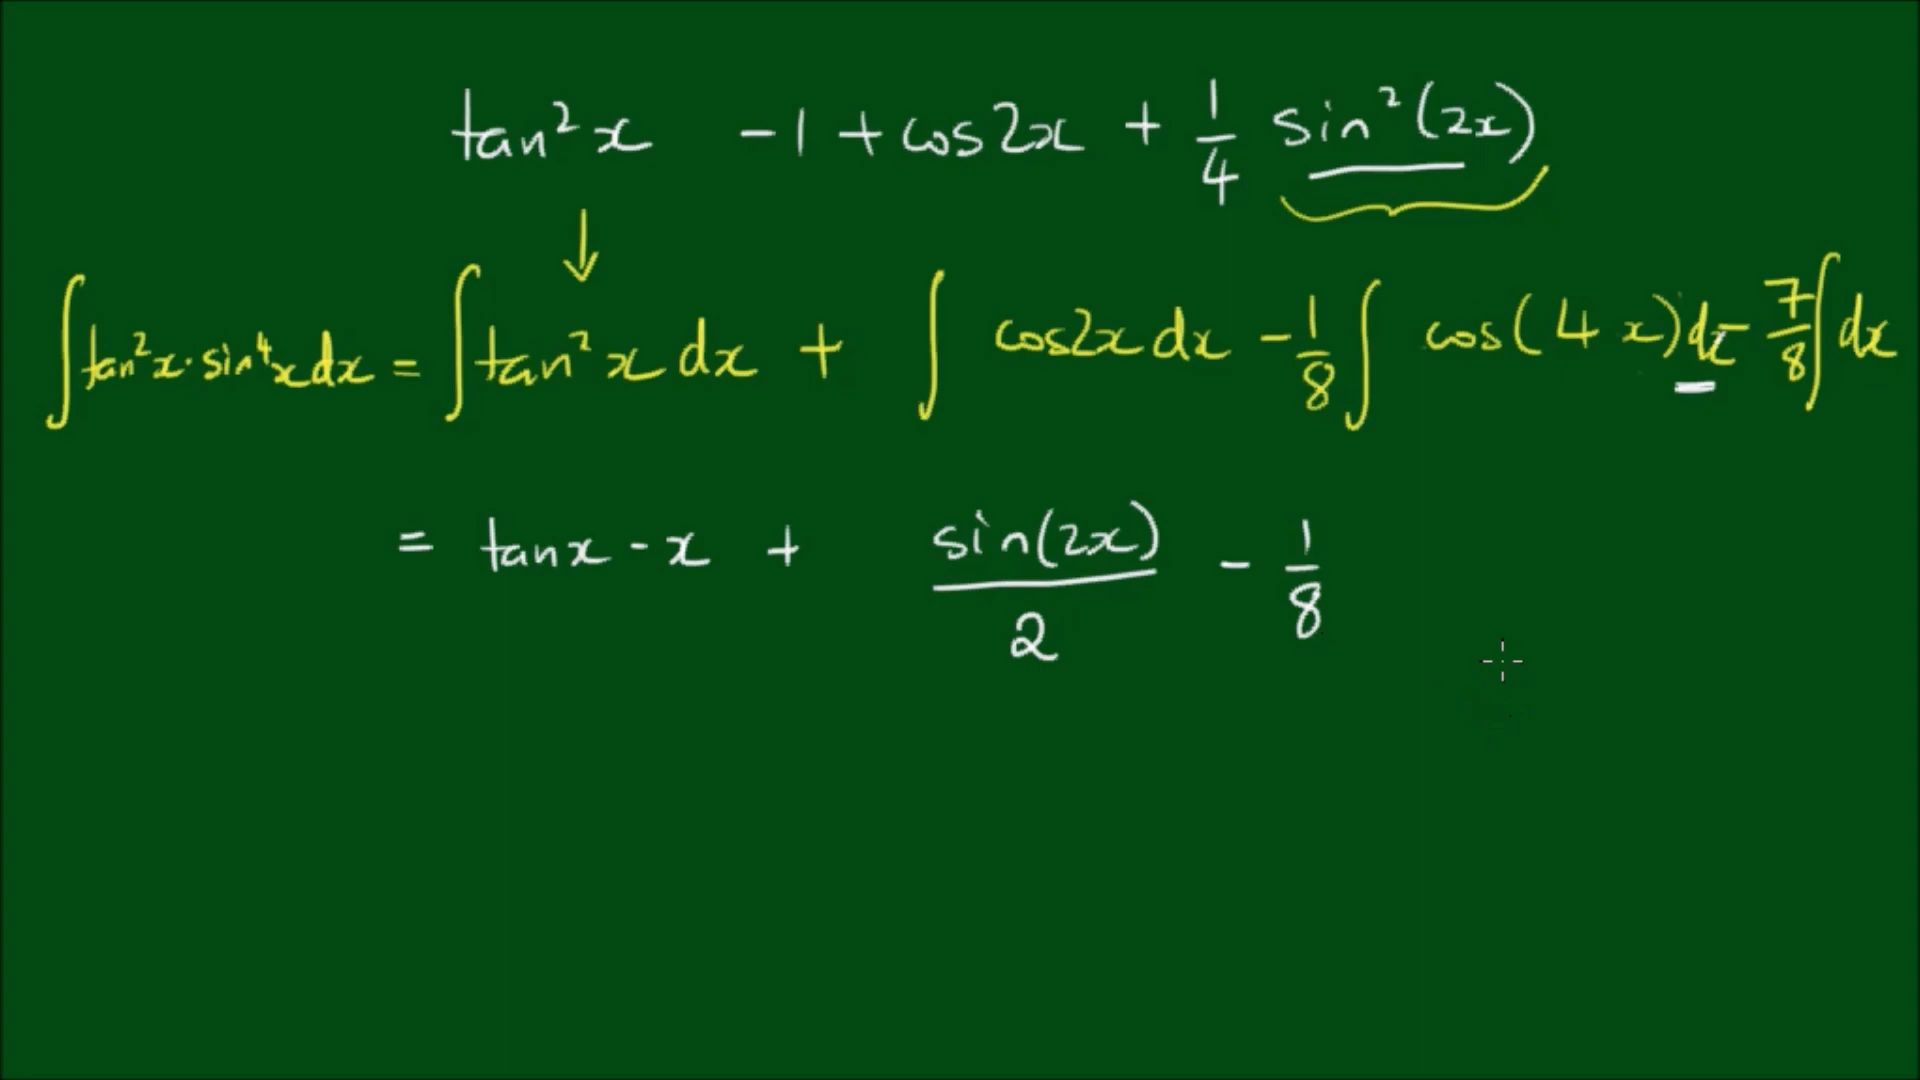 tan²x - 1 + cos2x + 1/4 sin²(2x)
∫tan²x·sin⁴x dx = ∫tan²x dx + ∫ cos2x dx - 1/8 ∫ cos(4x) dx - 7/8 ∫dx
= tanx - x + sin(2x)/2 - 1/8